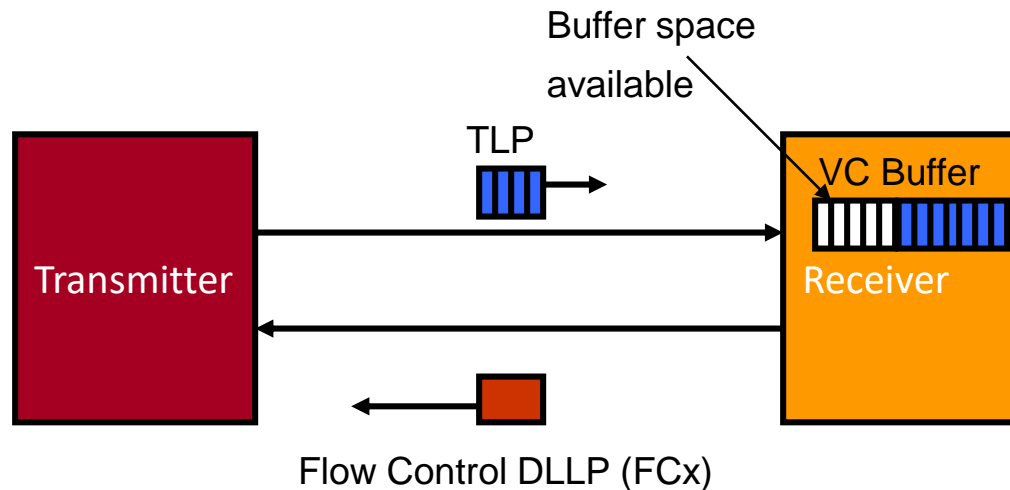 Buffer space
available
TLP
VC Buffer
Transmitter
Receiver
Flow Control DLLP (FCx)